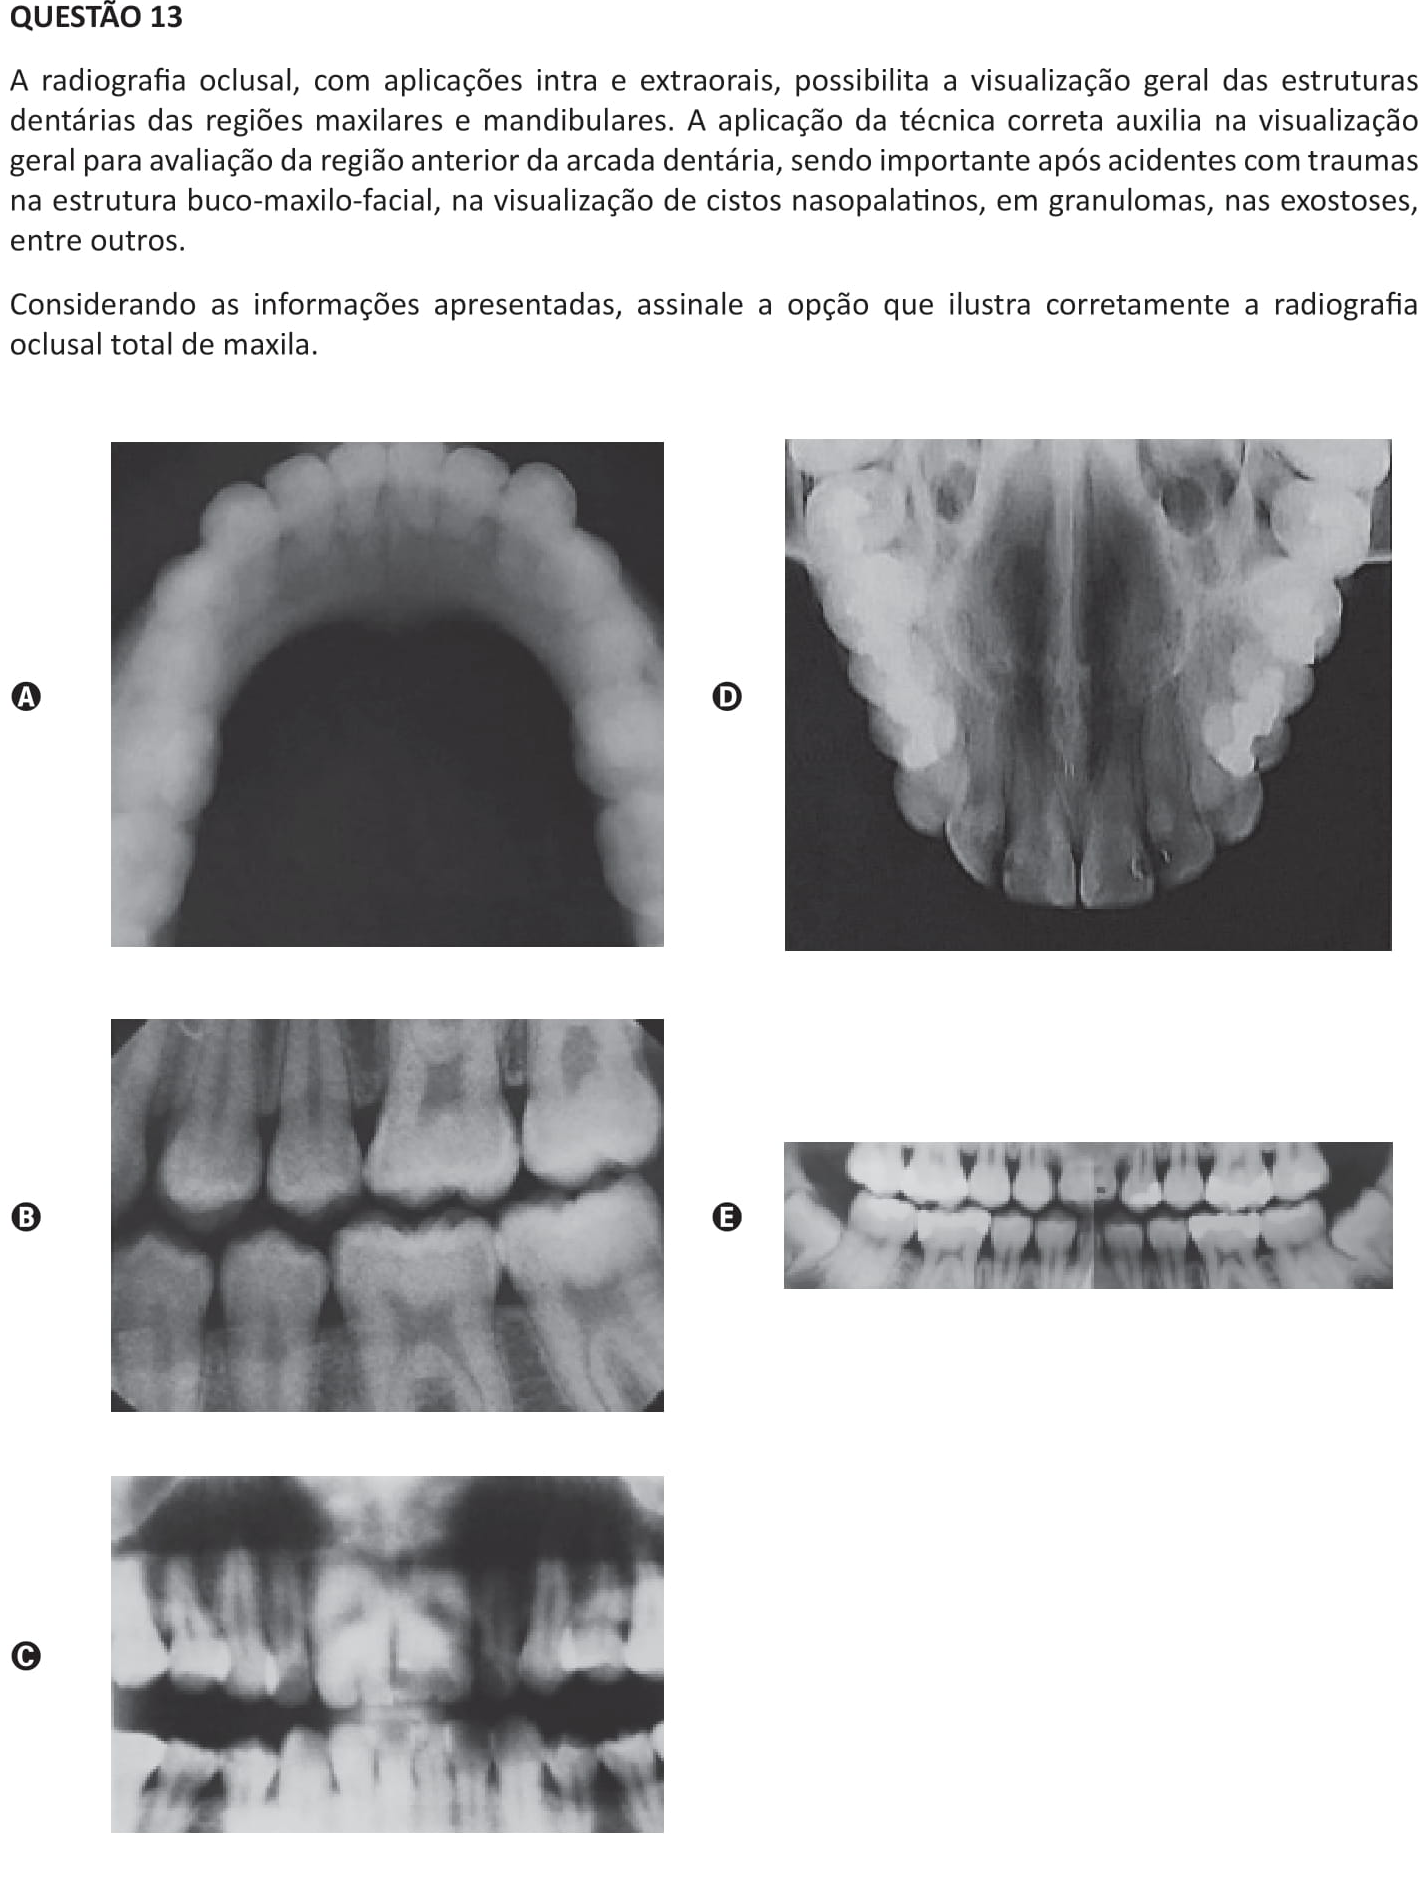 QUESTÃO 13
A radiografia oclusal, com aplicações intra e extraorais, possibilita a visualização geral das estruturas
dentárias das regiões maxilares e mandibulares. A aplicação da técnica correta auxilia na visualização
geral para avaliação da região anterior da arcada dentária, sendo importante após acidentes com traumas
na estrutura buco-maxilo-facial, na visualização de cistos nasopalatinos, em granulomas, nas exostoses,
entre outros.
Considerando as informações apresentadas, assinale a opção que ilustra corretamente a radiografia
oclusal total de maxila.
A
D
B
E
C